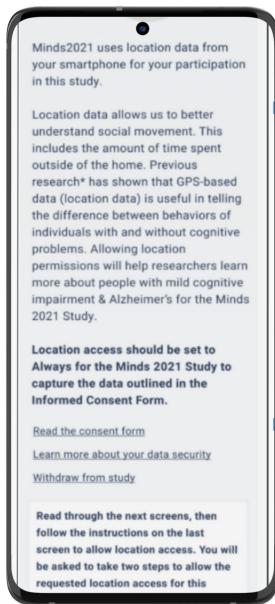 Minds2021 uses location data from
your smartphone for your participation
in this study.
Location data allows us to better
understand social movement. This
includes the amount of time spent
outside of the home. Previous
research* has shown that GPS-based
data (location data) is useful in telling
the difference between behaviors of
individuals with and without cognitive
problems. Allowing location
permissions will help researchers learn
more about people with mild cognitive
impairment & Alzheimer's for the Minds
2021 Study.
Location access should be set to
Always for the Minds 2021 Study to
capture the data outlined in the
Informed Consent Form.
Read the consent form
Learn more about your data security
Withdraw from study
Read through the next screens, then
follow the instructions on the last
screen to allow location access. You will
be asked to take two steps to allow the
requested location access for this